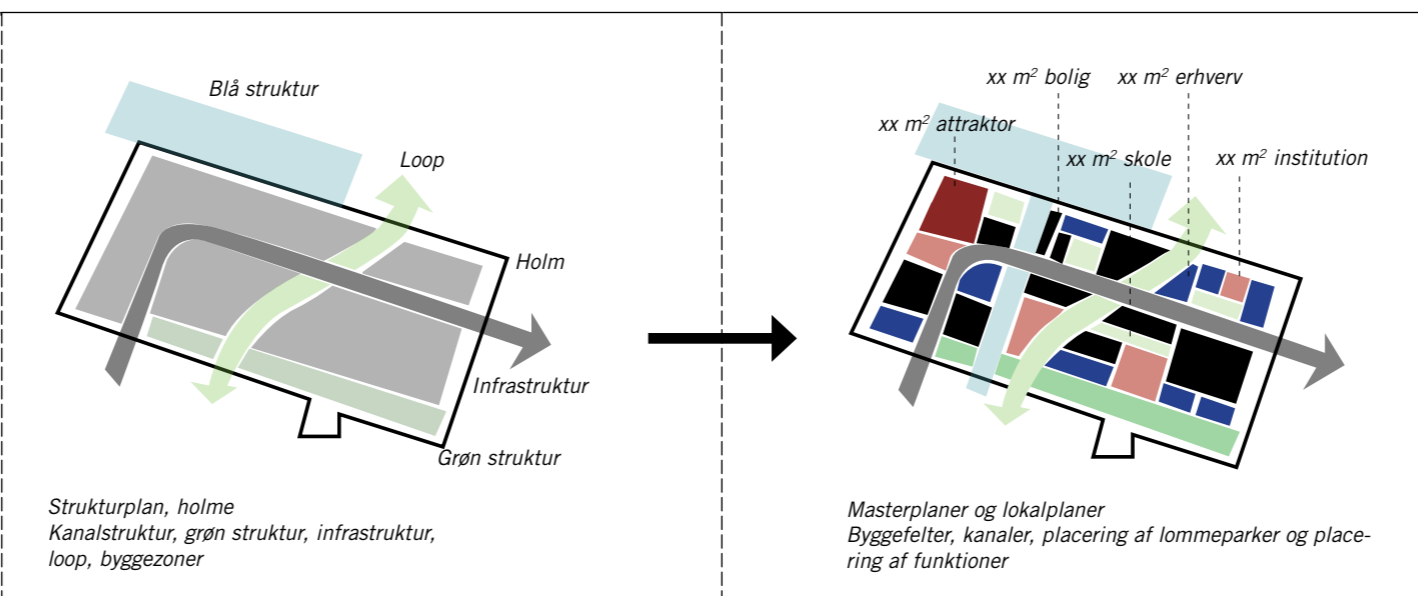 Blå struktur
Loop
Holm
Infrastruktur
Grøn struktur
Strukturplan, holme
Kanalstruktur, grøn struktur, infrastruktur,
loop, byggezoner
xx m² bolig
xx m² erhverv
xx m² attraktor
xx m² skole
xx m² institution
Masterplaner og lokalplaner
Byggefelter, kanaler, placering af lommeparker og place-
ring af funktioner